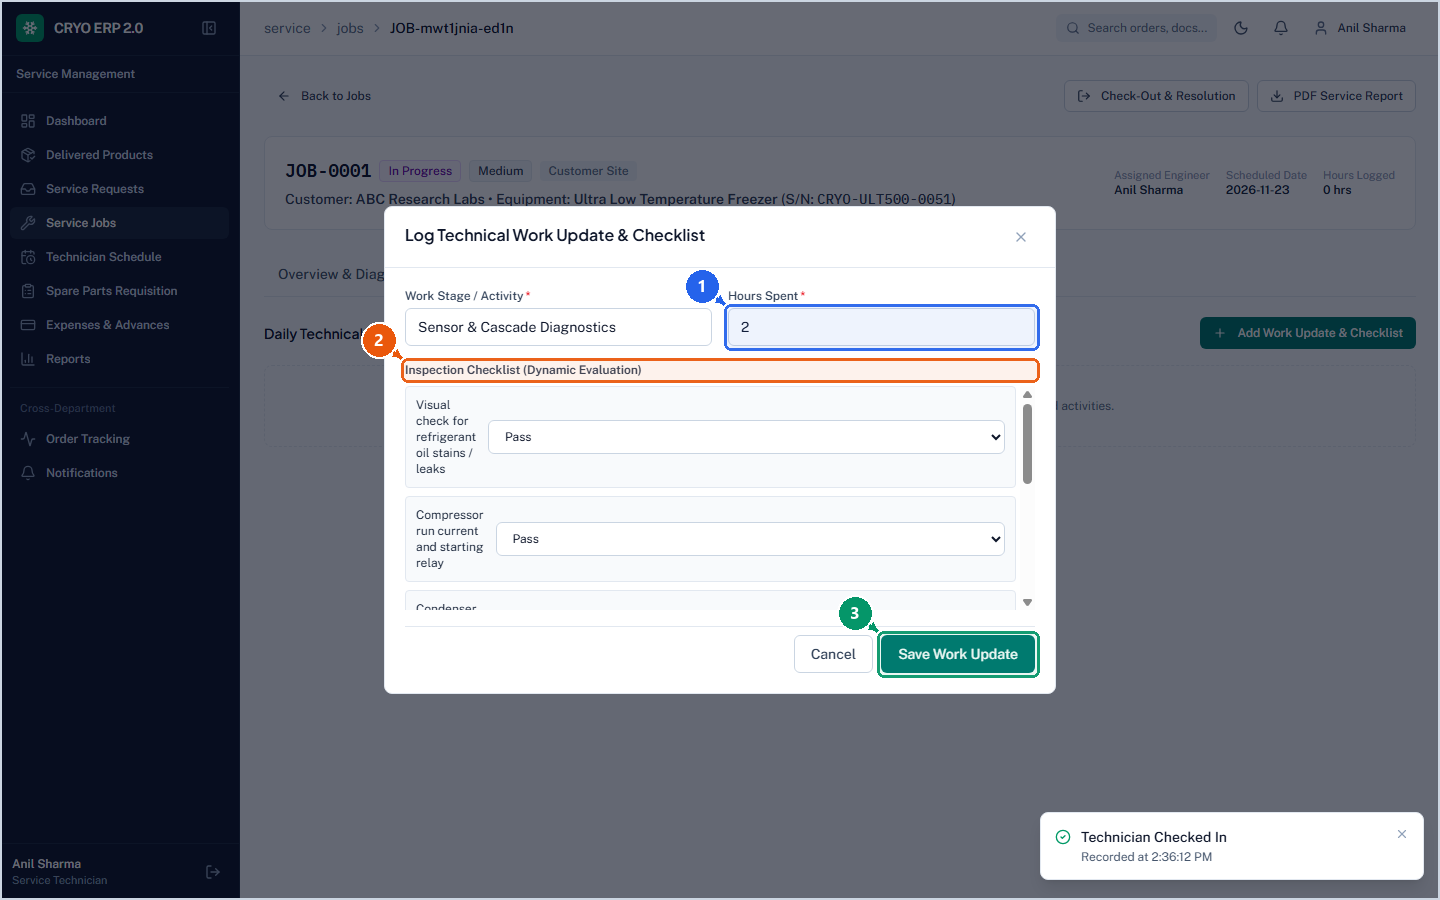 CRYO ERP 2.0
service > jobs > JOB-mwt1jnia-ed1n
Search orders, docs...
Anil Sharma
Service Management
Dashboard
Delivered Products
Service Requests
Service Jobs
Technician Schedule
Spare Parts Requisition
Expenses & Advances
Reports
Cross-Department
Order Tracking
Notifications
Anil Sharma
Service Technician
Back to Jobs
Check-Out & Resolution
PDF Service Report
JOB-0001 In Progress Medium Customer Site
Customer: ABC Research Labs • Equipment: Ultra Low Temperature Freezer (S/N: CRYO-ULT500-0051)
Assigned Engineer
Anil Sharma
Scheduled Date
2026-11-23
Hours Logged
0 hrs
Overview & Diag
Daily Technical
Add Work Update & Checklist
activities.
Log Technical Work Update & Checklist
Work Stage / Activity *
Sensor & Cascade Diagnostics
1
Hours Spent *
2
2
Inspection Checklist (Dynamic Evaluation)
Visual
check for
refrigerant
oil stains /
leaks
Pass
Compressor
run current
and starting
relay
Pass
Condenser
3
Cancel
Save Work Update
Technician Checked In
Recorded at 2:36:12 PM